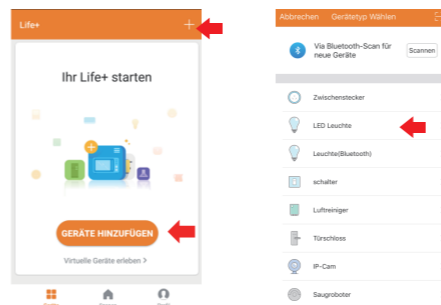 Life+
Ihr Life+ starten
GERÄTE HINZUFÜGEN
Virtuelle Geräte erleben >
Abbrechen Gerätetyp Wählen
Via Bluetooth-Scan für
neue Geräte
Scannen
Zwischenstecker
LED Leuchte
Leuchte(Bluetooth)
schalter
Luftreiniger
Türschloss
IP-Cam
Saugroboter